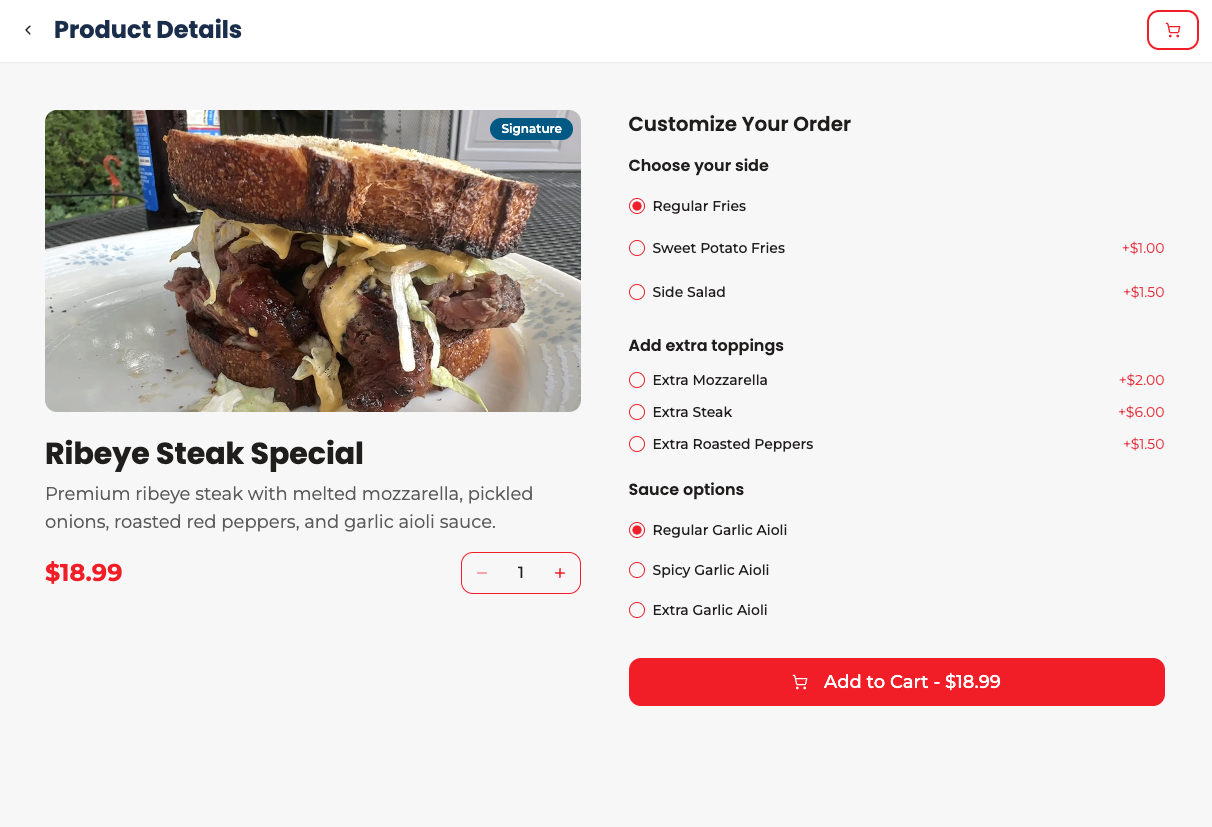 Product Details
Signature
Ribeye Steak Special
Premium ribeye steak with melted mozzarella, pickled
onions, roasted red peppers, and garlic aioli sauce.
$18.99
1
Customize Your Order
Choose your side
Regular Fries
Sweet Potato Fries +$1.00
Side Salad +$1.50
Add extra toppings
Extra Mozzarella +$2.00
Extra Steak +$6.00
Extra Roasted Peppers +$1.50
Sauce options
Regular Garlic Aioli
Spicy Garlic Aioli
Extra Garlic Aioli
Add to Cart - $18.99